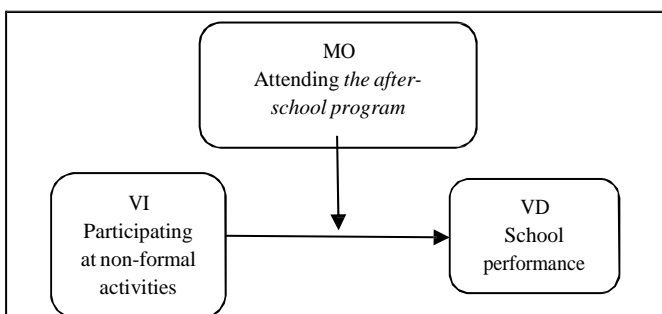 MO
Attending the after-
school program
VI
Participating
at non-formal
activities
VD
School
performance